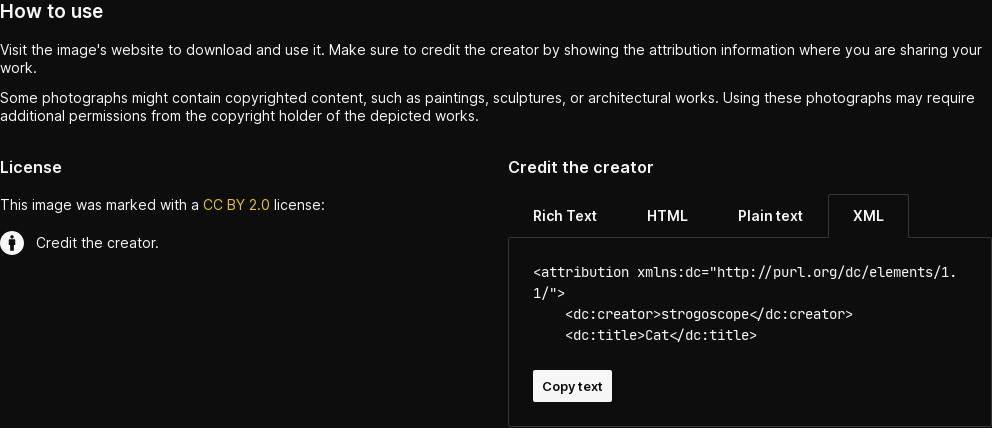 How to use
Visit the image's website to download and use it. Make sure to credit the creator by showing the attribution information where you are sharing your
work.
Some photographs might contain copyrighted content, such as paintings, sculptures, or architectural works. Using these photographs may require
additional permissions from the copyright holder of the depicted works.
License
This image was marked with a CC BY 2.0 license:
Credit the creator.
Credit the creator
Rich Text HTML Plain text XML
<attribution xmlns:dc="http://purl.org/dc/elements/1.
1/">
    <dc:creator>strogoscope</dc:creator>
    <dc:title>Cat</dc:title>
Copy text